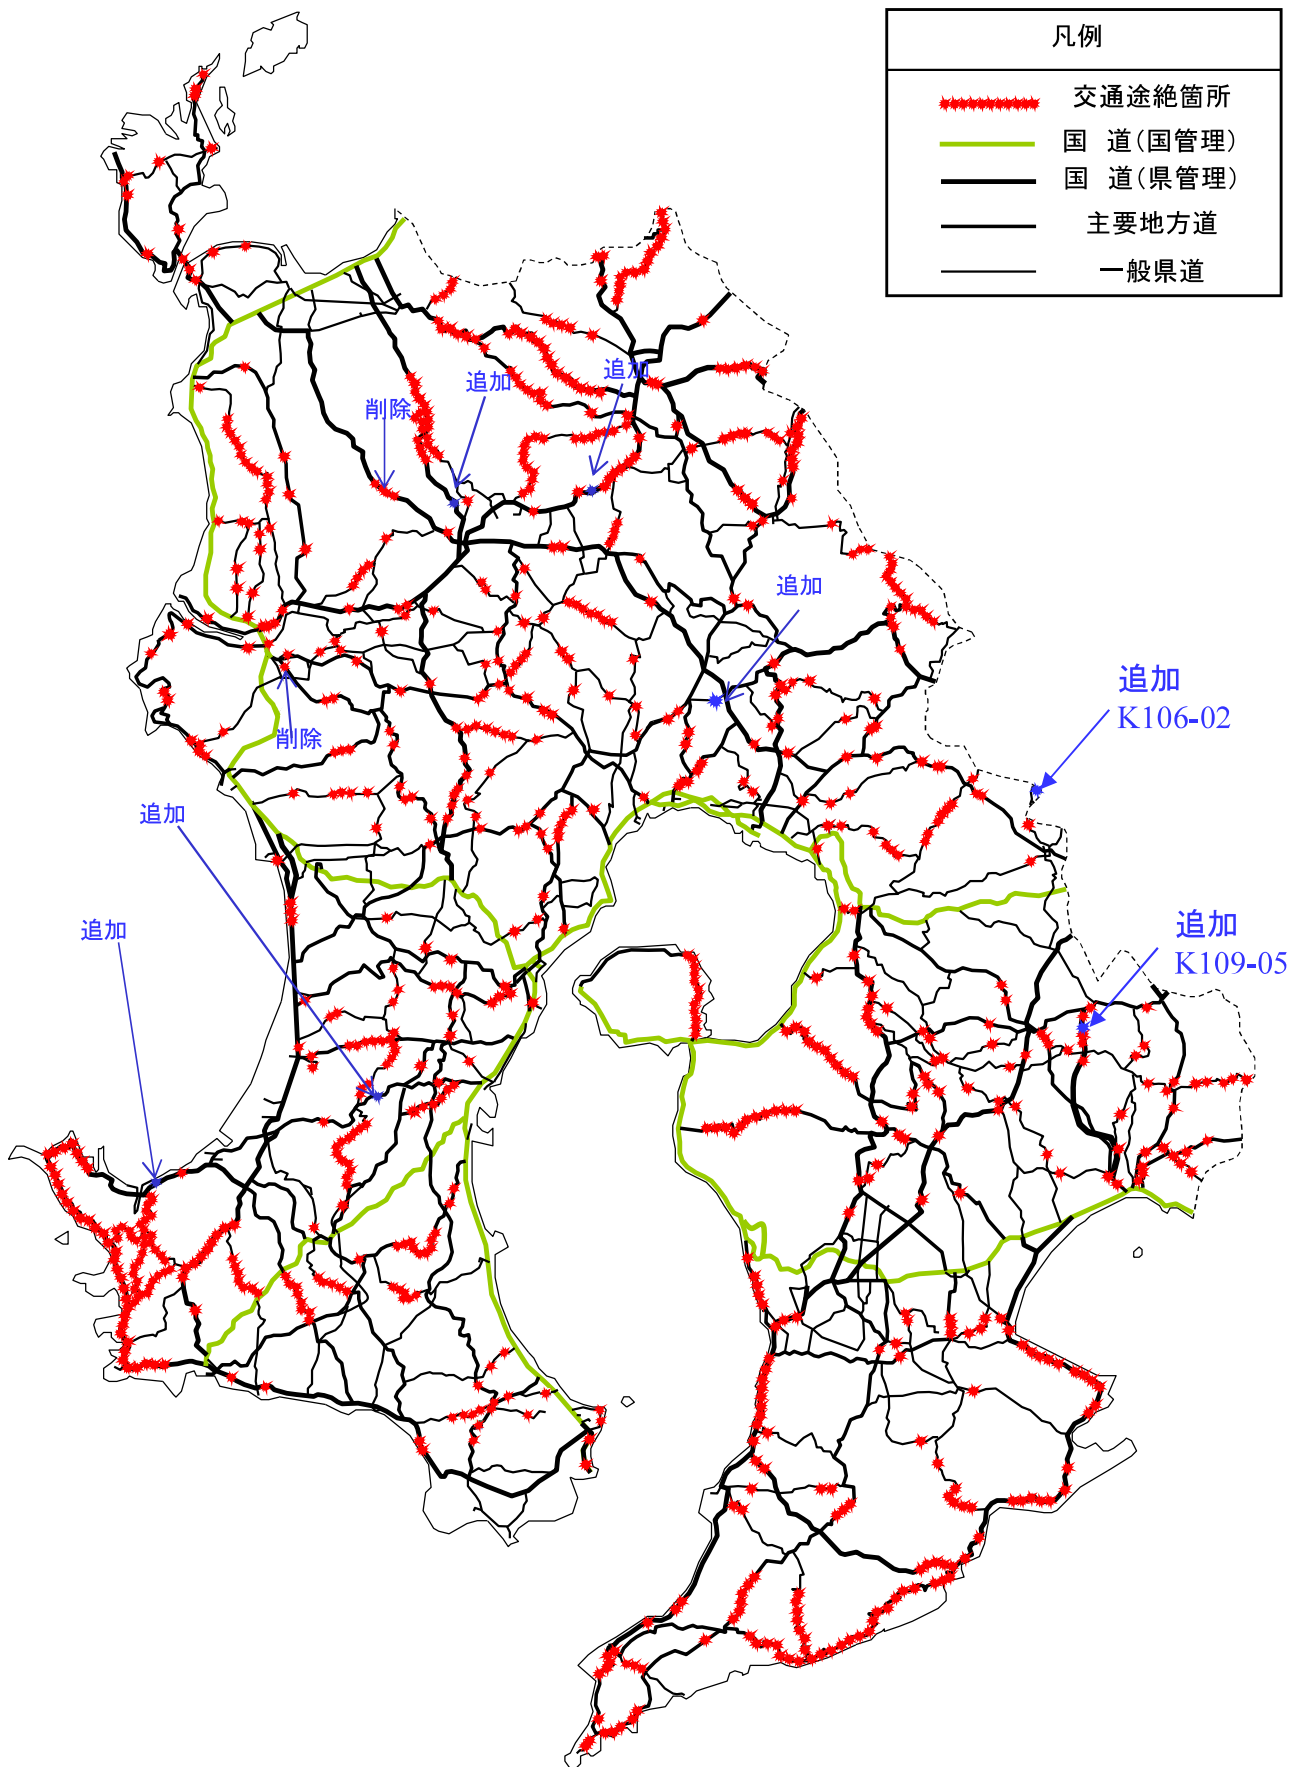 凡例
交通途絶箇所
国 道(国管理)
国 道(県管理)
主要地方道
一般県道
追加
追加
削除
追加
追加
K106-02
削除
追加
追加
追加
K109-05